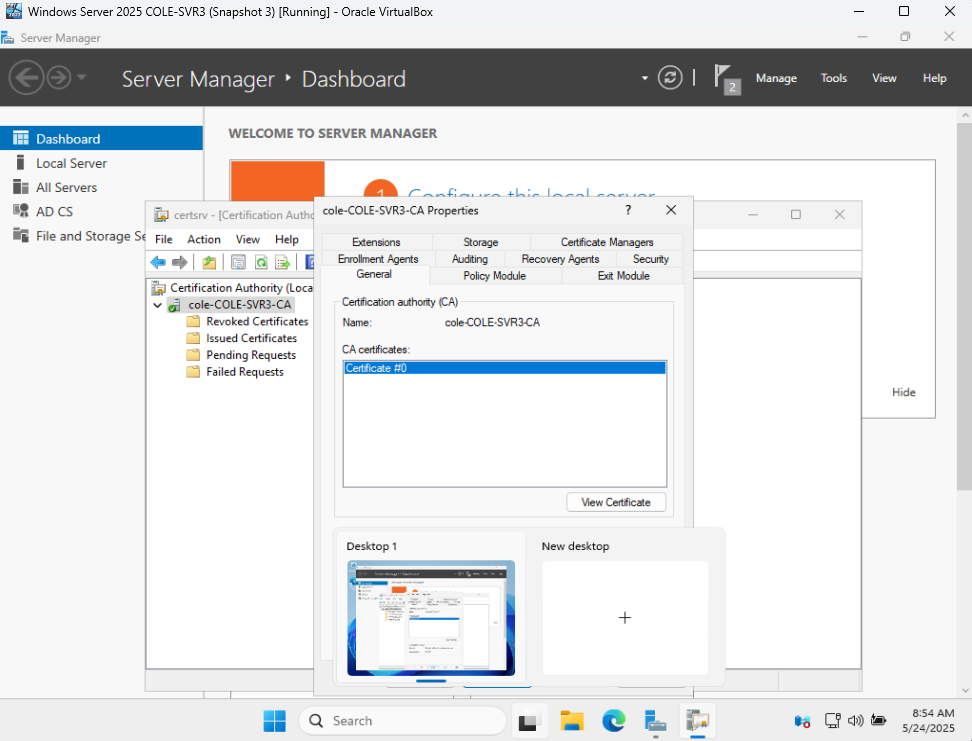 Windows Server 2025 COLE-SVR3 (Snapshot 3) [Running] - Oracle VirtualBox
Server Manager
Server Manager Dashboard
2
Manage Tools View Help
Dashboard
Local Server
All Servers
AD CS
File and Storage Se
WELCOME TO SERVER MANAGER
1 Configure this local server
Hide
certsrv - [Certification Autho
File Action View Help
Certification Authority (Loca
cole-COLE-SVR3-CA
Revoked Certificates
Issued Certificates
Pending Requests
Failed Requests
cole-COLE-SVR3-CA Properties
?
Extensions Storage Certificate Managers
Enrollment Agents Auditing Recovery Agents Security
General Policy Module Exit Module
Certification authority (CA)
Name: cole-COLE-SVR3-CA
CA certificates:
Certificate #0
View Certificate
Desktop 1
New desktop
Search
8:54 AM
5/24/2025